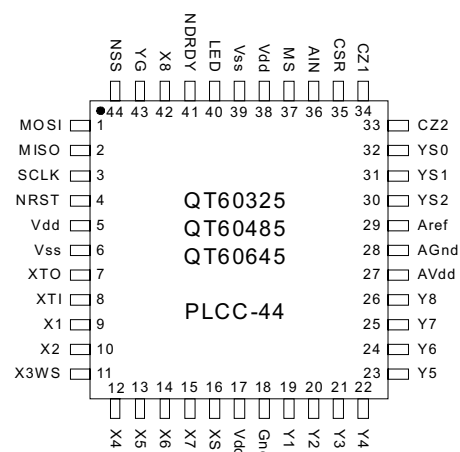 NSS YG X8 NDRDY LED Vss Vdd MS AIN CSR CZ1
44 43 42 41 40 39 38 37 36 35 34
MOSI 1
MISO 2
SCLK 3
NRST 4
Vdd 5
Vss 6
XTO 7
XTI 8
X1 9
X2 10
X3WS 11
QT60325
QT60485
QT60645
PLCC-44
33 CZ2
32 YS0
31 YS1
30 YS2
29 Aref
28 AGnd
27 AVdd
26 Y8
25 Y7
24 Y6
23 Y5
12 13 14 15 16 17 18 19 20 21 22
X4 X5 X6 X7 XS Vdd Gnd Y1 Y2 Y3 Y4